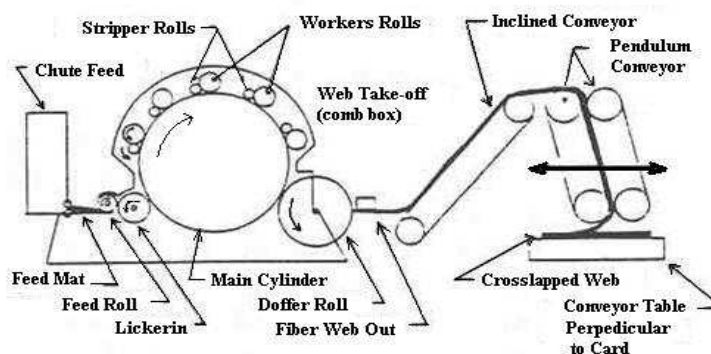 Stripper Rolls
Workers Rolls
Inclined Conveyor
Pendulum
Conveyor
Chute Feed
Web Take-off
(comb box)
Feed Mat
Feed Roll
Lickerin
Main Cylinder
Doffer Roll
Fiber Web Out
Crosslapped Web
Conveyor Table
Perpedicular
to Card